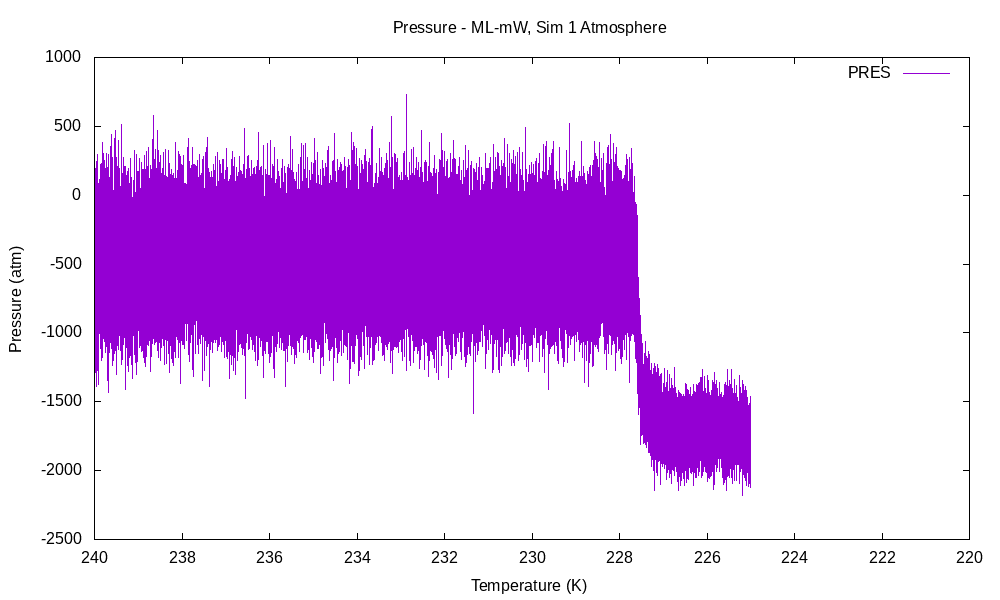 Pressure - ML-mW, Sim 1 Atmosphere
PRES
1000
500
0
-500
-1000
-1500
-2000
-2500
Pressure (atm)
240 238 236 234 232 230 228 226 224 222 220
Temperature (K)